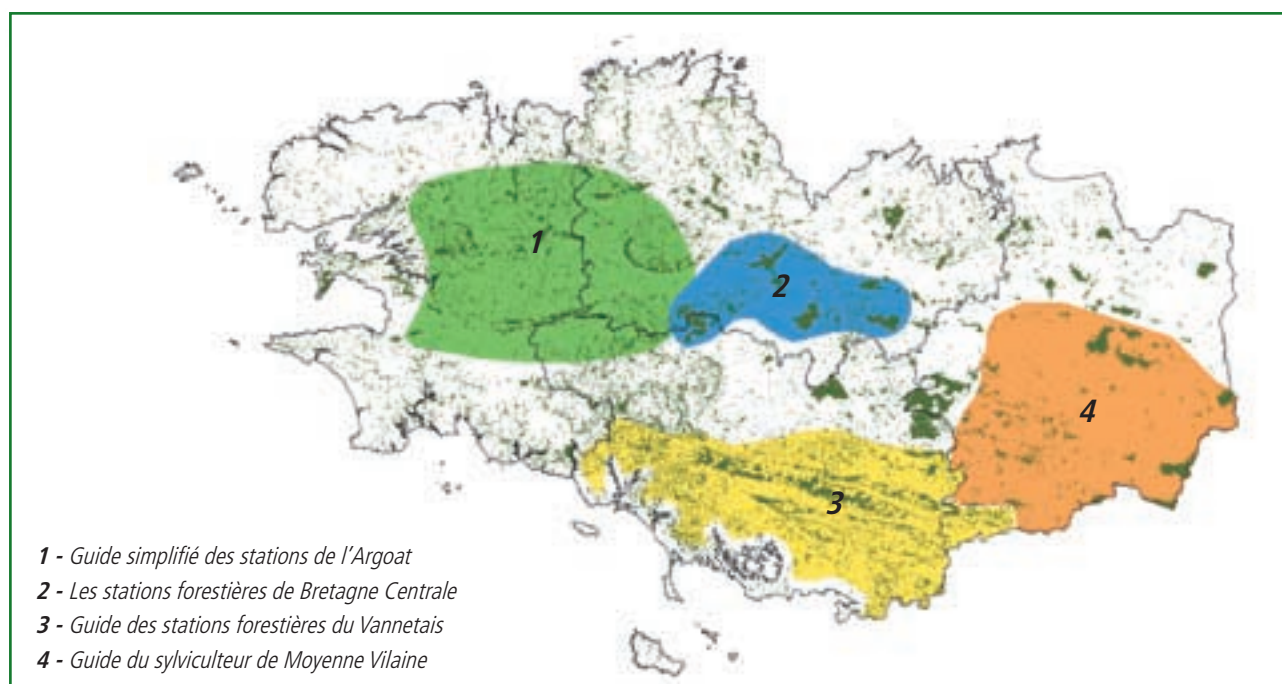 1
2
3
4
1 - Guide simplifié des stations de l'Argoat
2 - Les stations forestières de Bretagne Centrale
3 - Guide des stations forestières du Vannetais
4 - Guide du sylviculteur de Moyenne Vilaine